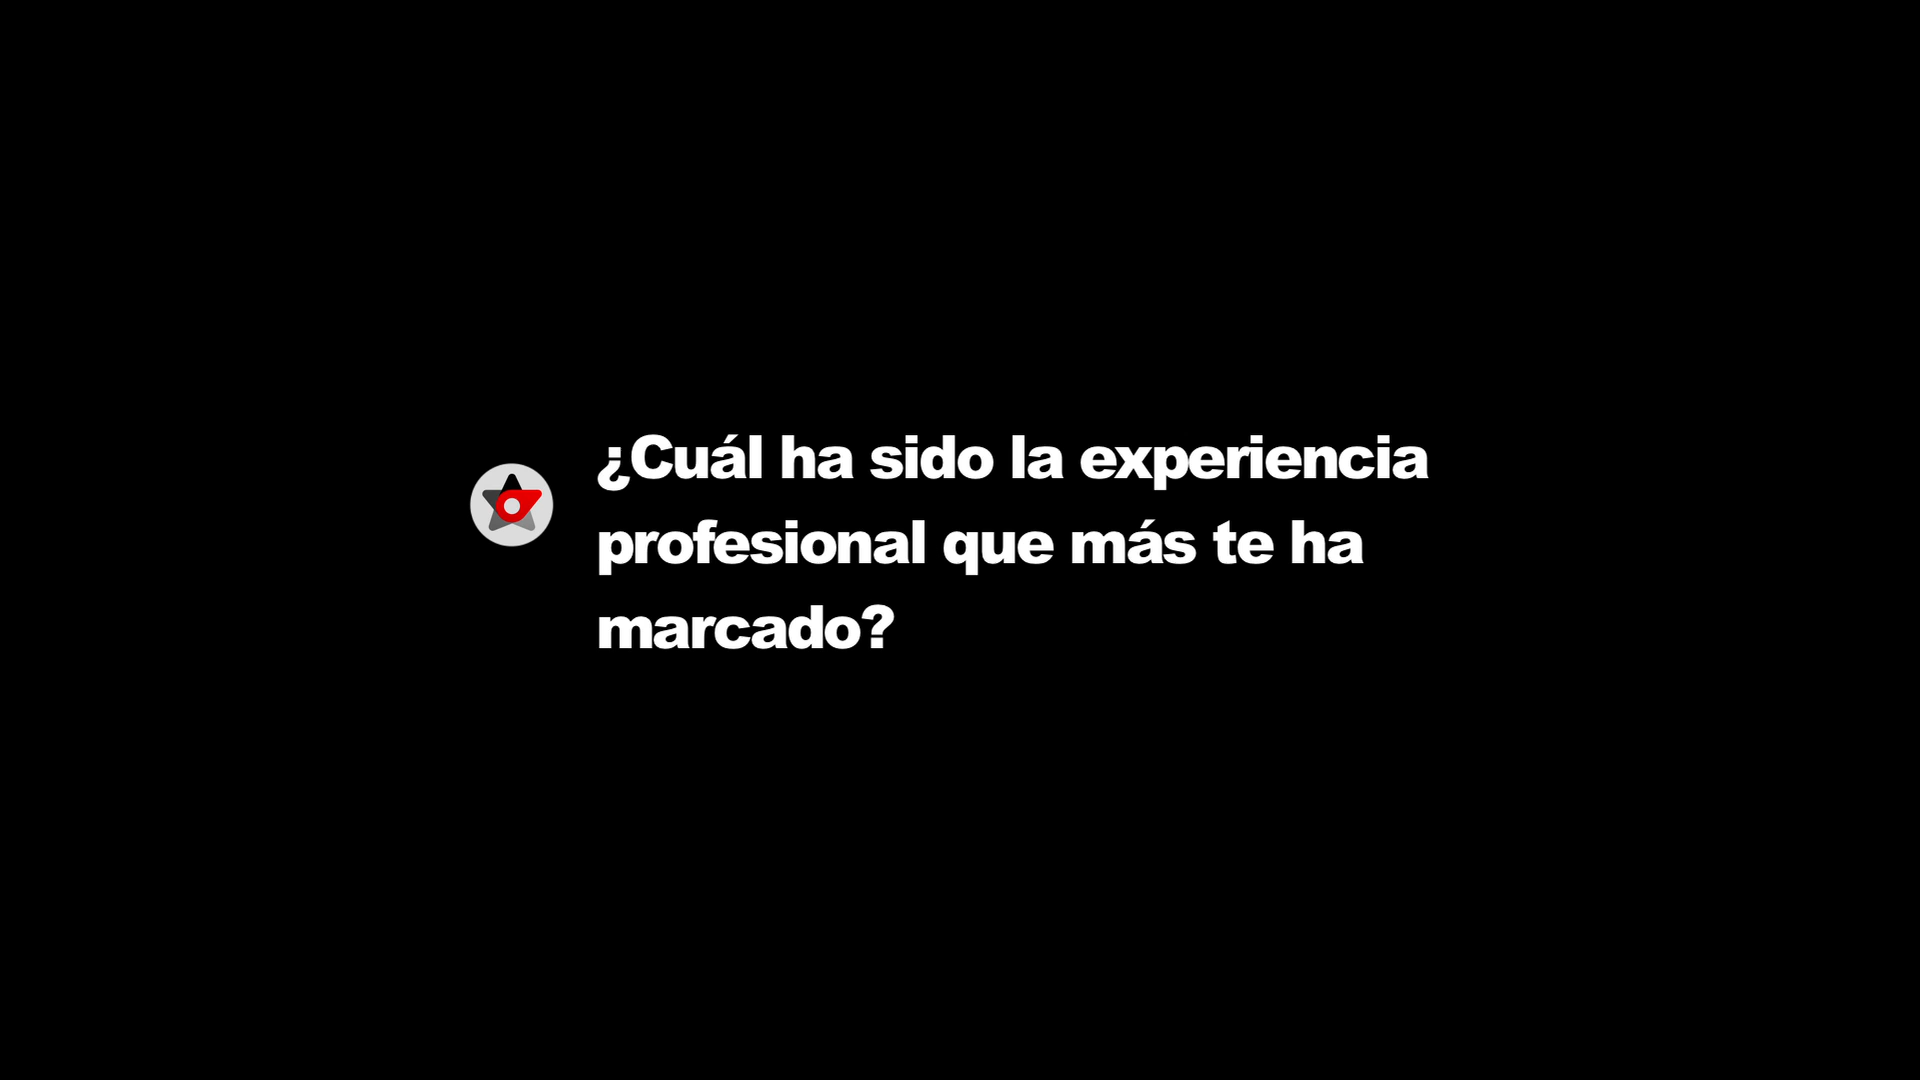 ¿Cuál ha sido la experiencia
profesional que más te ha
marcado?